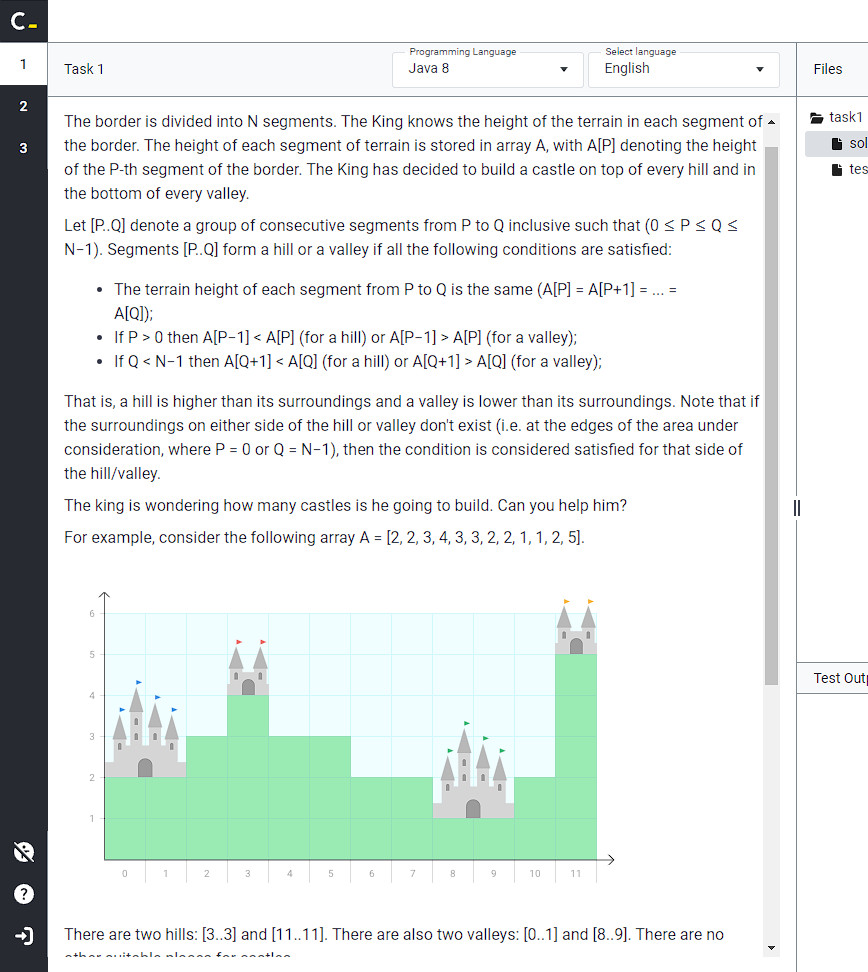 C_
1
2
3
Task 1
Programming Language
Java 8
Select language
English
Files
task1
sol
tes
The border is divided into N segments. The King knows the height of the terrain in each segment of
the border. The height of each segment of terrain is stored in array A, with A[P] denoting the height
of the P-th segment of the border. The King has decided to build a castle on top of every hill and in
the bottom of every valley.
Let [P..Q] denote a group of consecutive segments from P to Q inclusive such that (0 ≤ P ≤ Q ≤
N−1). Segments [P..Q] form a hill or a valley if all the following conditions are satisfied:
• The terrain height of each segment from P to Q is the same (A[P] = A[P+1] = ... =
A[Q]);
• If P > 0 then A[P−1] < A[P] (for a hill) or A[P−1] > A[P] (for a valley);
• If Q < N−1 then A[Q+1] < A[Q] (for a hill) or A[Q+1] > A[Q] (for a valley);
That is, a hill is higher than its surroundings and a valley is lower than its surroundings. Note that if
the surroundings on either side of the hill or valley don't exist (i.e. at the edges of the area under
consideration, where P = 0 or Q = N−1), then the condition is considered satisfied for that side of
the hill/valley.
The king is wondering how many castles is he going to build. Can you help him?
For example, consider the following array A = [2, 2, 3, 4, 3, 3, 2, 2, 1, 1, 2, 5].
6
5
4
3
2
1
0 1 2 3 4 5 6 7 8 9 10 11
Test Outp
There are two hills: [3..3] and [11..11]. There are also two valleys: [0..1] and [8..9]. There are no
other suitable places for castles.